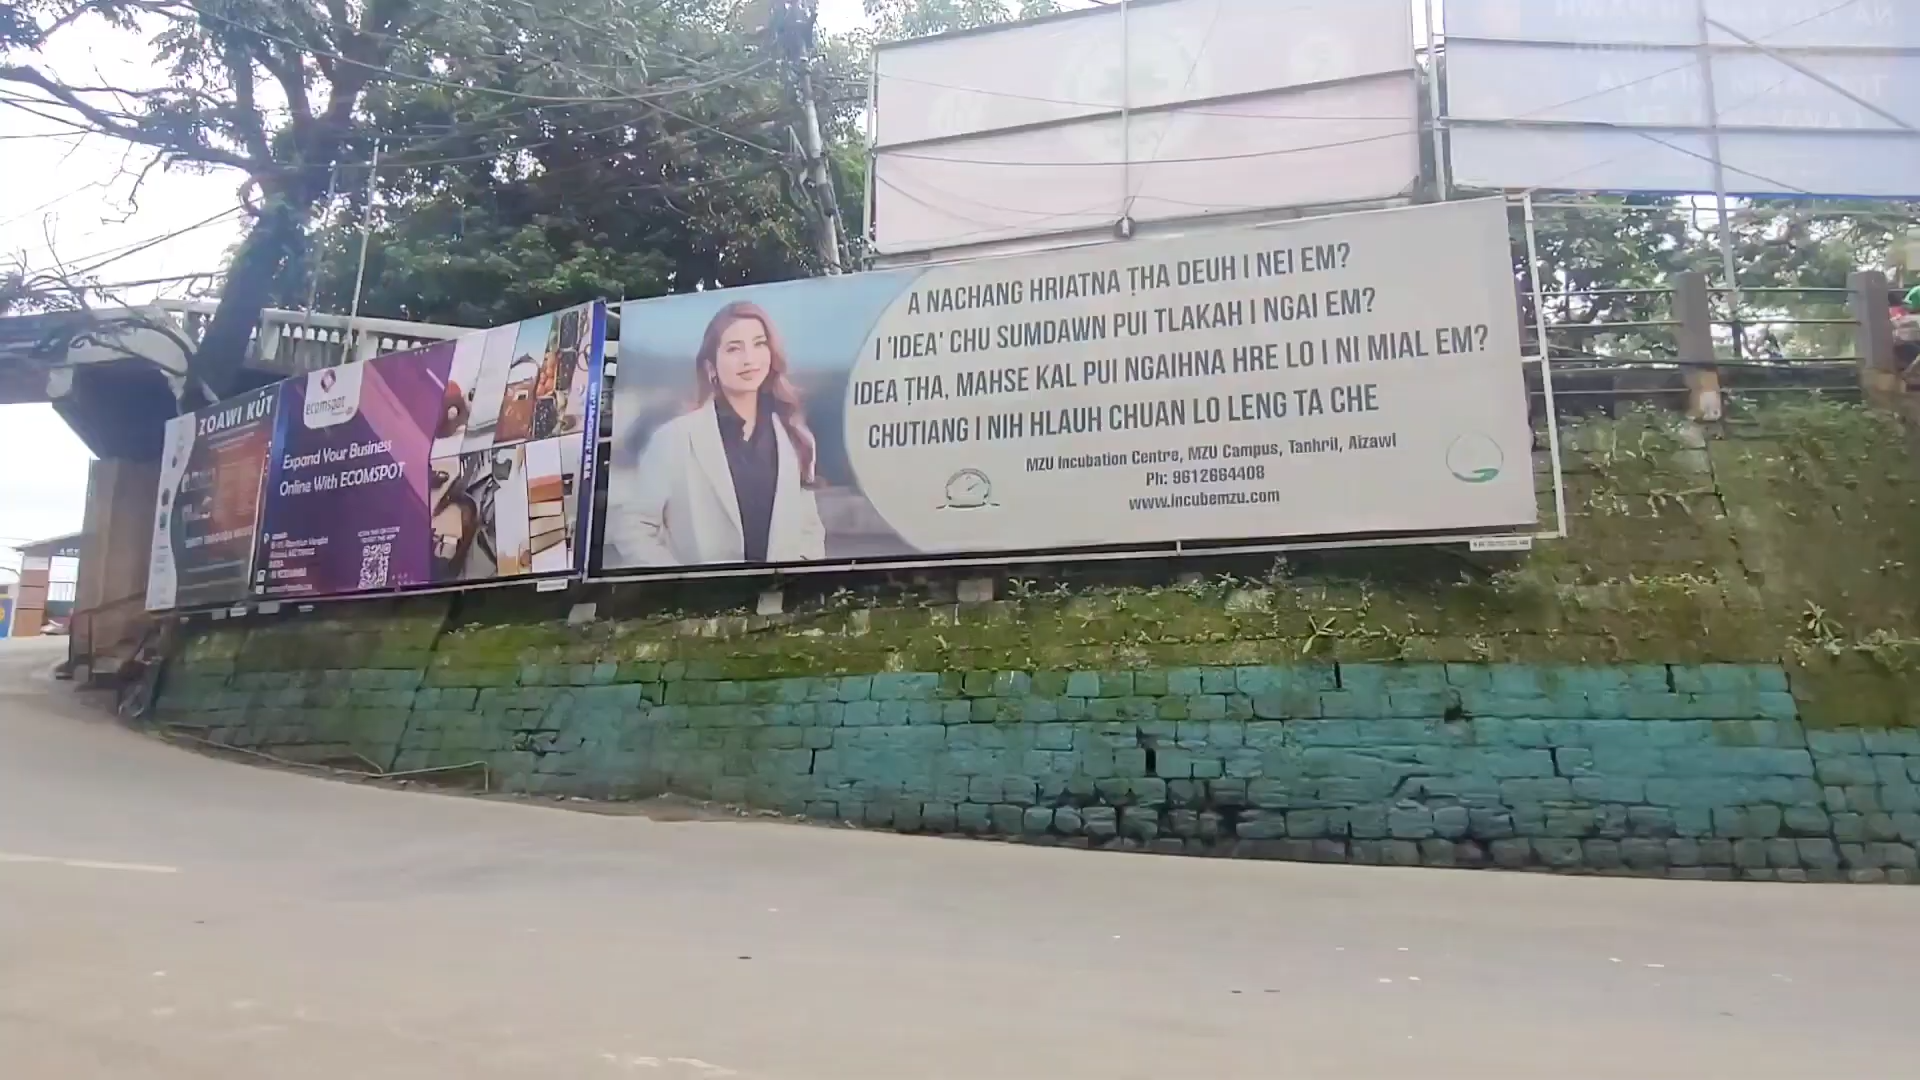 ZOAWI KÛT
ecomspot
Expand Your Business
Online With ECOMSPOT
A NACHANG HRIATNA ṬHA DEUH I NEI EM?
I 'IDEA' CHU SUMDAWN PUI TLAKAH I NGAI EM?
IDEA ṬHA, MAHSE KAL PUI NGAIHNA HRE LO I NI MIAL EM?
CHUTIANG I NIH HLAUH CHUAN LO LENG TA CHE
MZU Incubation Centre, MZU Campus, Tanhril, Aizawl
Ph: 9612664408
www.incubemzu.com